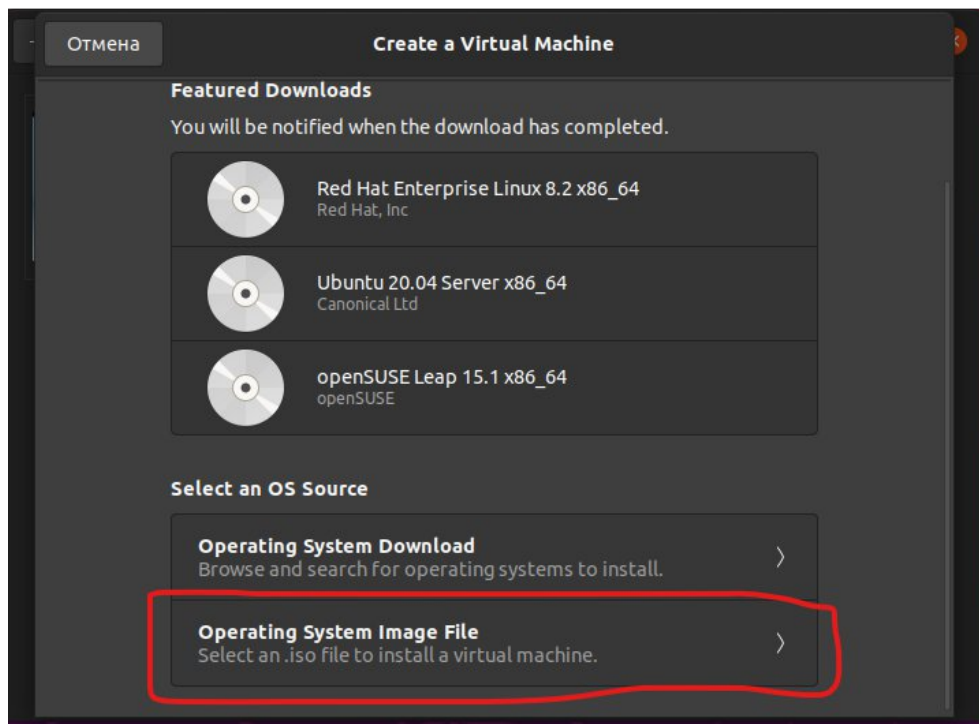 Отмена
Create a Virtual Machine
Featured Downloads
You will be notified when the download has completed.
Red Hat Enterprise Linux 8.2 x86_64
Red Hat, Inc
Ubuntu 20.04 Server x86_64
Canonical Ltd
openSUSE Leap 15.1 x86_64
openSUSE
Select an OS Source
Operating System Download
Browse and search for operating systems to install.
Operating System Image File
Select an .iso file to install a virtual machine.